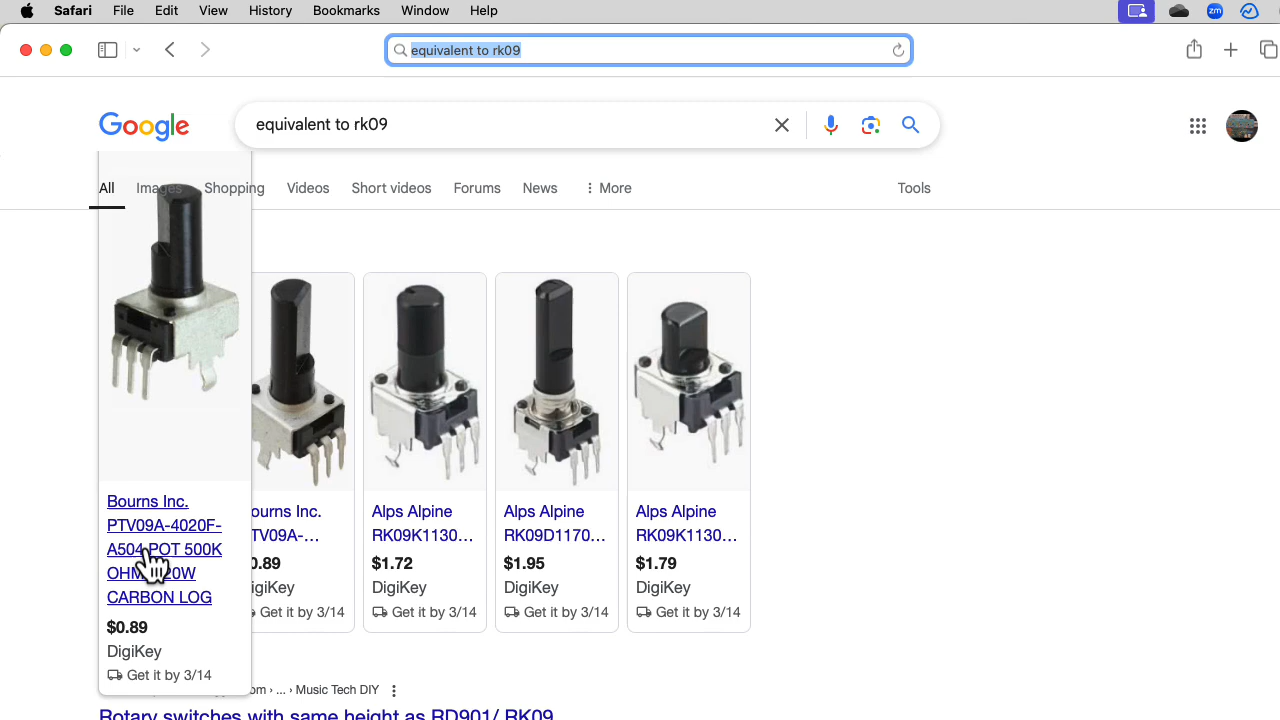 Safari File Edit View History Bookmarks Window Help
zm
equivalent to rk09
Google
equivalent to rk09
All Images Shopping Videos Short videos Forums News More Tools
Bourns Inc.
PTV09A-4020F-
A504 POT 500K
CARBON LOG
$0.89
DigiKey
Get it by 3/14
ourns Inc.
TV09A-...
0.89
igiKey
Get it by 3/14
Alps Alpine
RK09K1130...
$1.72
DigiKey
Get it by 3/14
Alps Alpine
RK09D1170...
$1.95
DigiKey
Get it by 3/14
Alps Alpine
RK09K1130...
$1.79
DigiKey
Get it by 3/14
om › ... › Music Tech DIY
Rotary switches with same height as RD901/ RK09